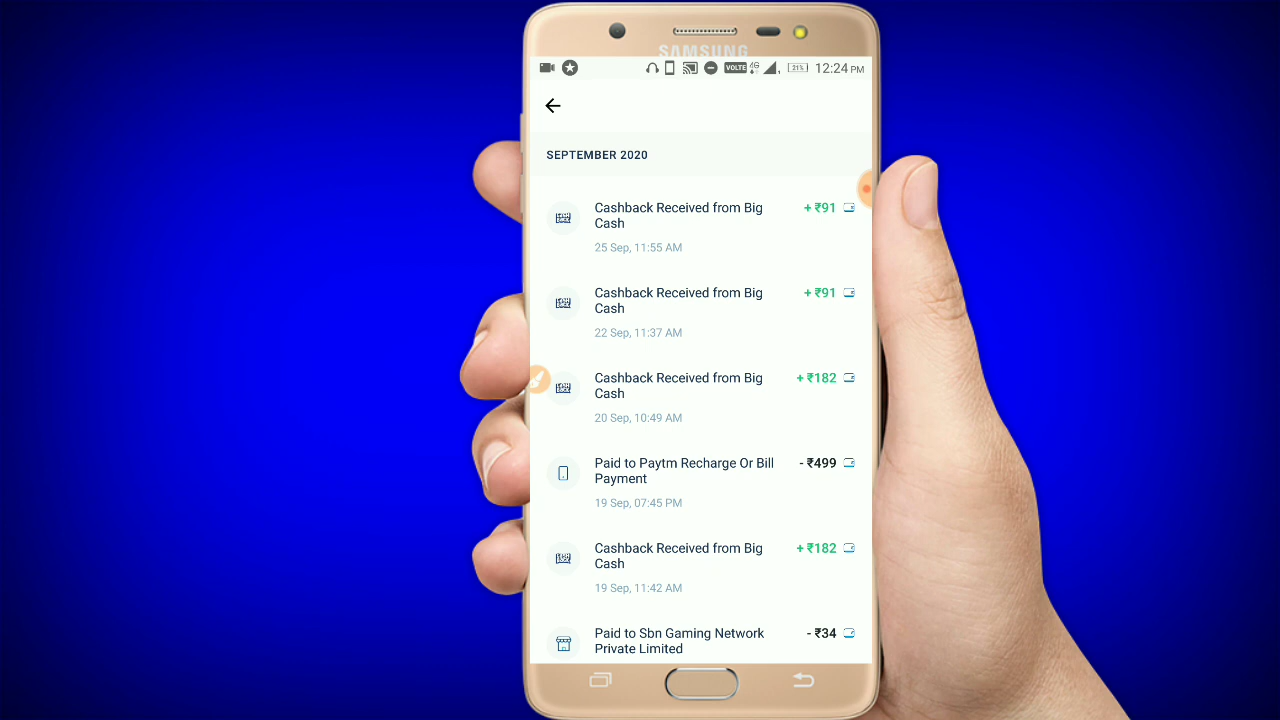 SAMSUNG
VOLTE 4G 21% 12:24 PM
SEPTEMBER 2020
Cashback Received from Big + ₹91
Cash
25 Sep, 11:55 AM
Cashback Received from Big + ₹91
Cash
22 Sep, 11:37 AM
Cashback Received from Big + ₹182
Cash
20 Sep, 10:49 AM
Paid to Paytm Recharge Or Bill - ₹499
Payment
19 Sep, 07:45 PM
Cashback Received from Big + ₹182
Cash
19 Sep, 11:42 AM
Paid to Sbn Gaming Network - ₹34
Private Limited